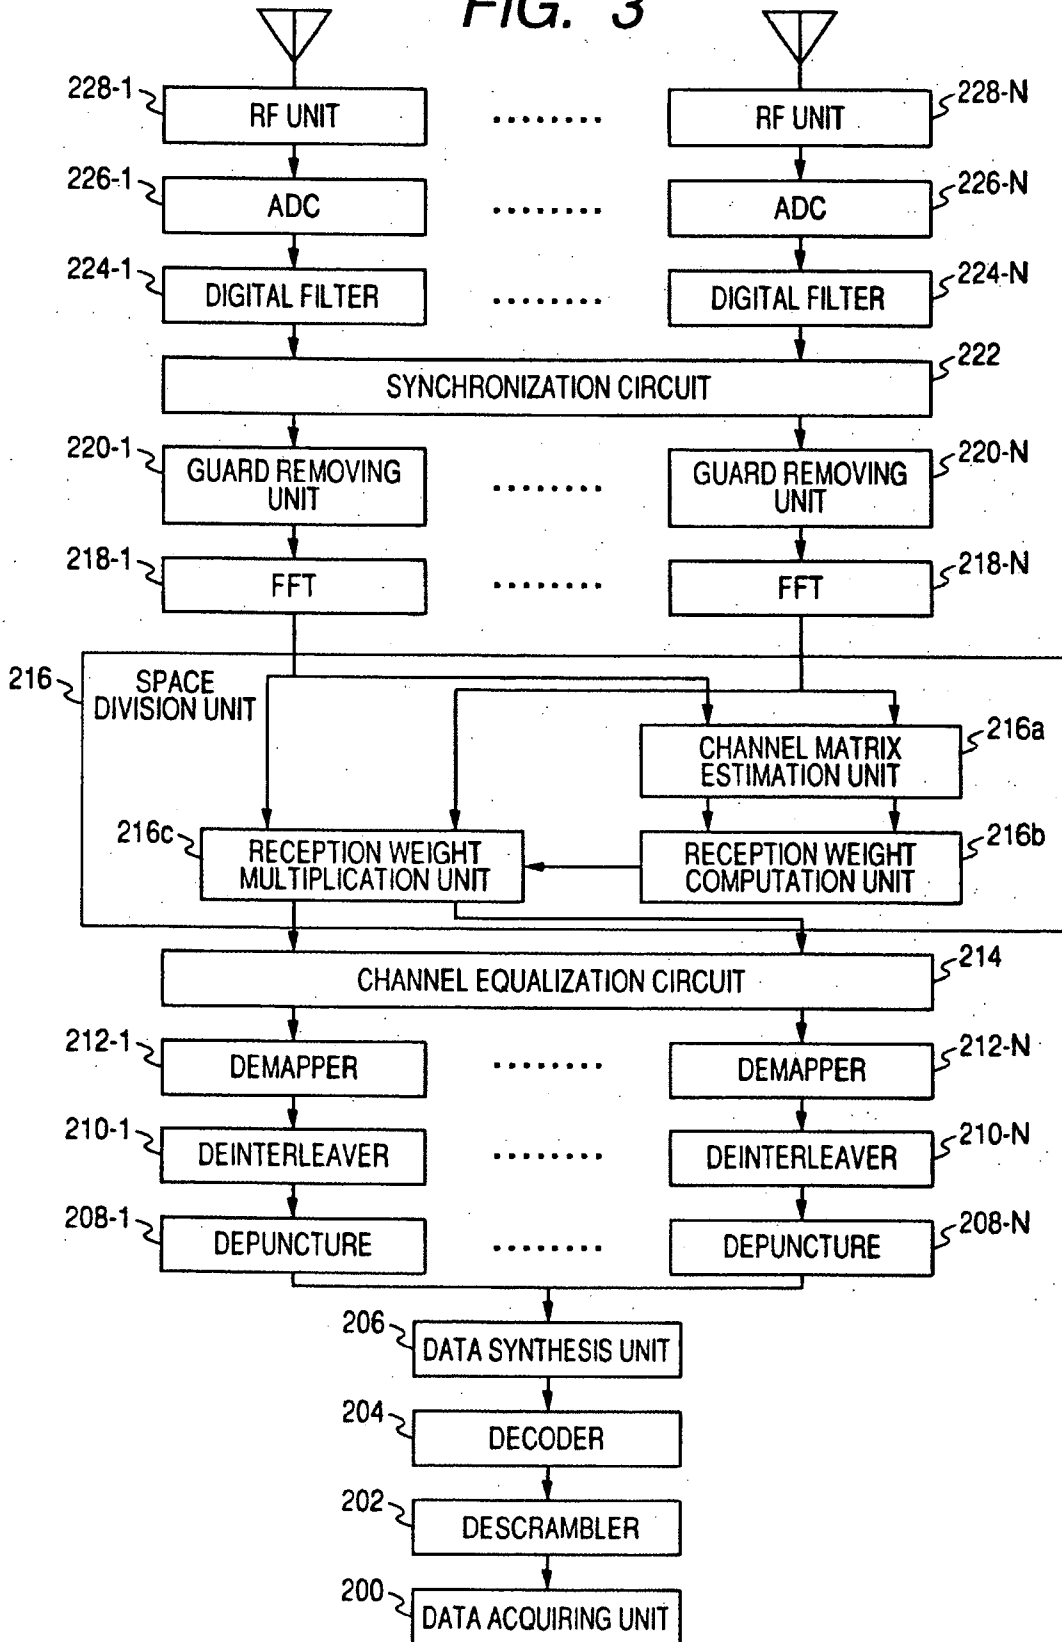 FIG. 3
228-1
RF UNIT
........
RF UNIT
228-N
226-1
ADC
........
ADC
226-N
224-1
DIGITAL FILTER
........
DIGITAL FILTER
224-N
SYNCHRONIZATION CIRCUIT
222
220-1
GUARD REMOVING
UNIT
........
GUARD REMOVING
UNIT
220-N
218-1
FFT
........
FFT
218-N
216
SPACE
DIVISION UNIT
CHANNEL MATRIX
ESTIMATION UNIT
216a
216c
RECEPTION WEIGHT
MULTIPLICATION UNIT
RECEPTION WEIGHT
COMPUTATION UNIT
216b
CHANNEL EQUALIZATION CIRCUIT
214
212-1
DEMAPPER
........
DEMAPPER
212-N
210-1
DEINTERLEAVER
........
DEINTERLEAVER
210-N
208-1
DEPUNCTURE
........
DEPUNCTURE
208-N
206
DATA SYNTHESIS UNIT
204
DECODER
202
DESCRAMBLER
200
DATA ACQUIRING UNIT